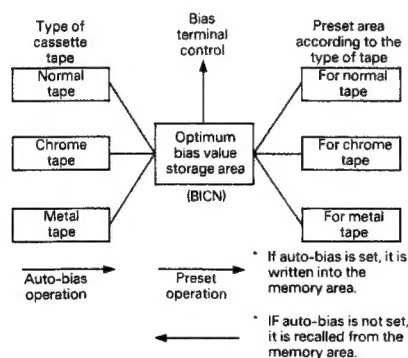 Type of
cassette
tape
Bias
terminal
control
Preset area
according to the
type of tape
Normal
tape
For normal
tape
Chrome
tape
Optimum
bias value
storage area
For chrome
tape
(BICN)
Metal
tape
For metal
tape
Auto-bias
operation
Preset
operation
* If auto-bias is set, it is
written into the
memory area.
* IF auto-bias is not set,
it is recalled from the
memory area.